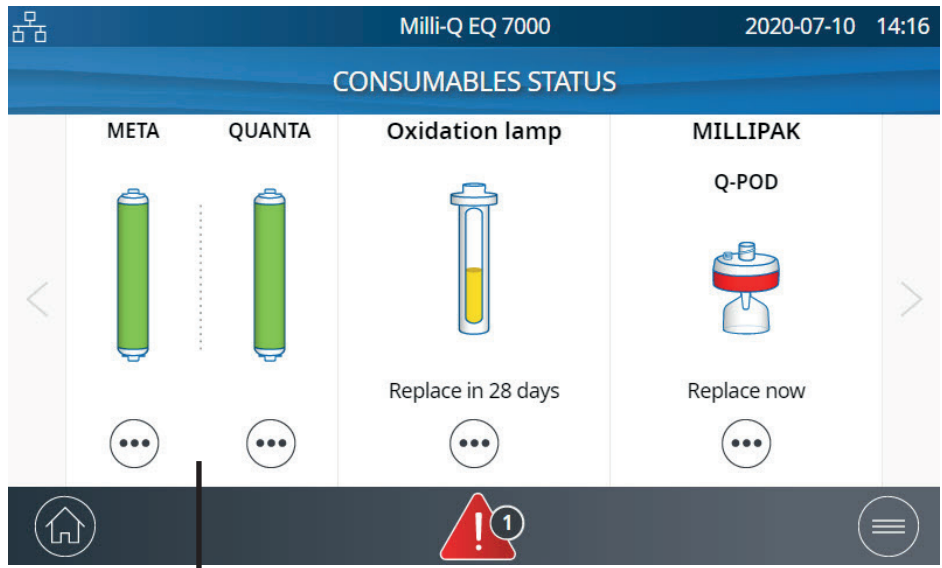 Milli-Q EQ 7000 2020-07-10 14:16
CONSUMABLES STATUS
META QUANTA Oxidation lamp MILLIPAK
Q-POD
Replace in 28 days Replace now
1